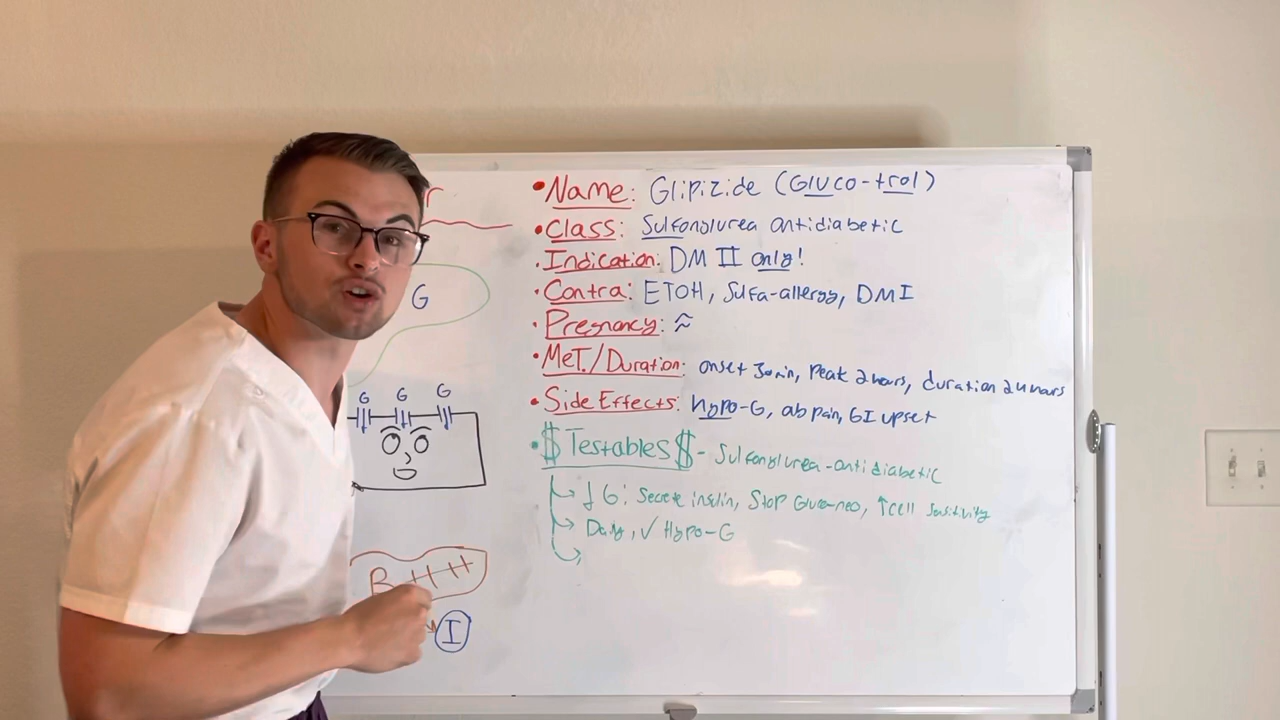 r
• Name: Glipizide (Gluco-trol)
• Class: Sulfonylurea antidiabetic
• Indication: DM II only!
• Contra: ETOH, Sulfa-allergy, DMI
• Pregnancy: ≈
• Met./Duration: onset 30min, Peak 2 hours, duration 24 hours
• Side Effects: hypo-G, ab pain, GI upset
• $Testables$ - Sulfonylurea-antidiabetic
↓ G: Secrete insulin, Stop Gluco-neo, ↑cell Sensitivity
Daily, ✓ Hypo-G
G
G G G
B
I